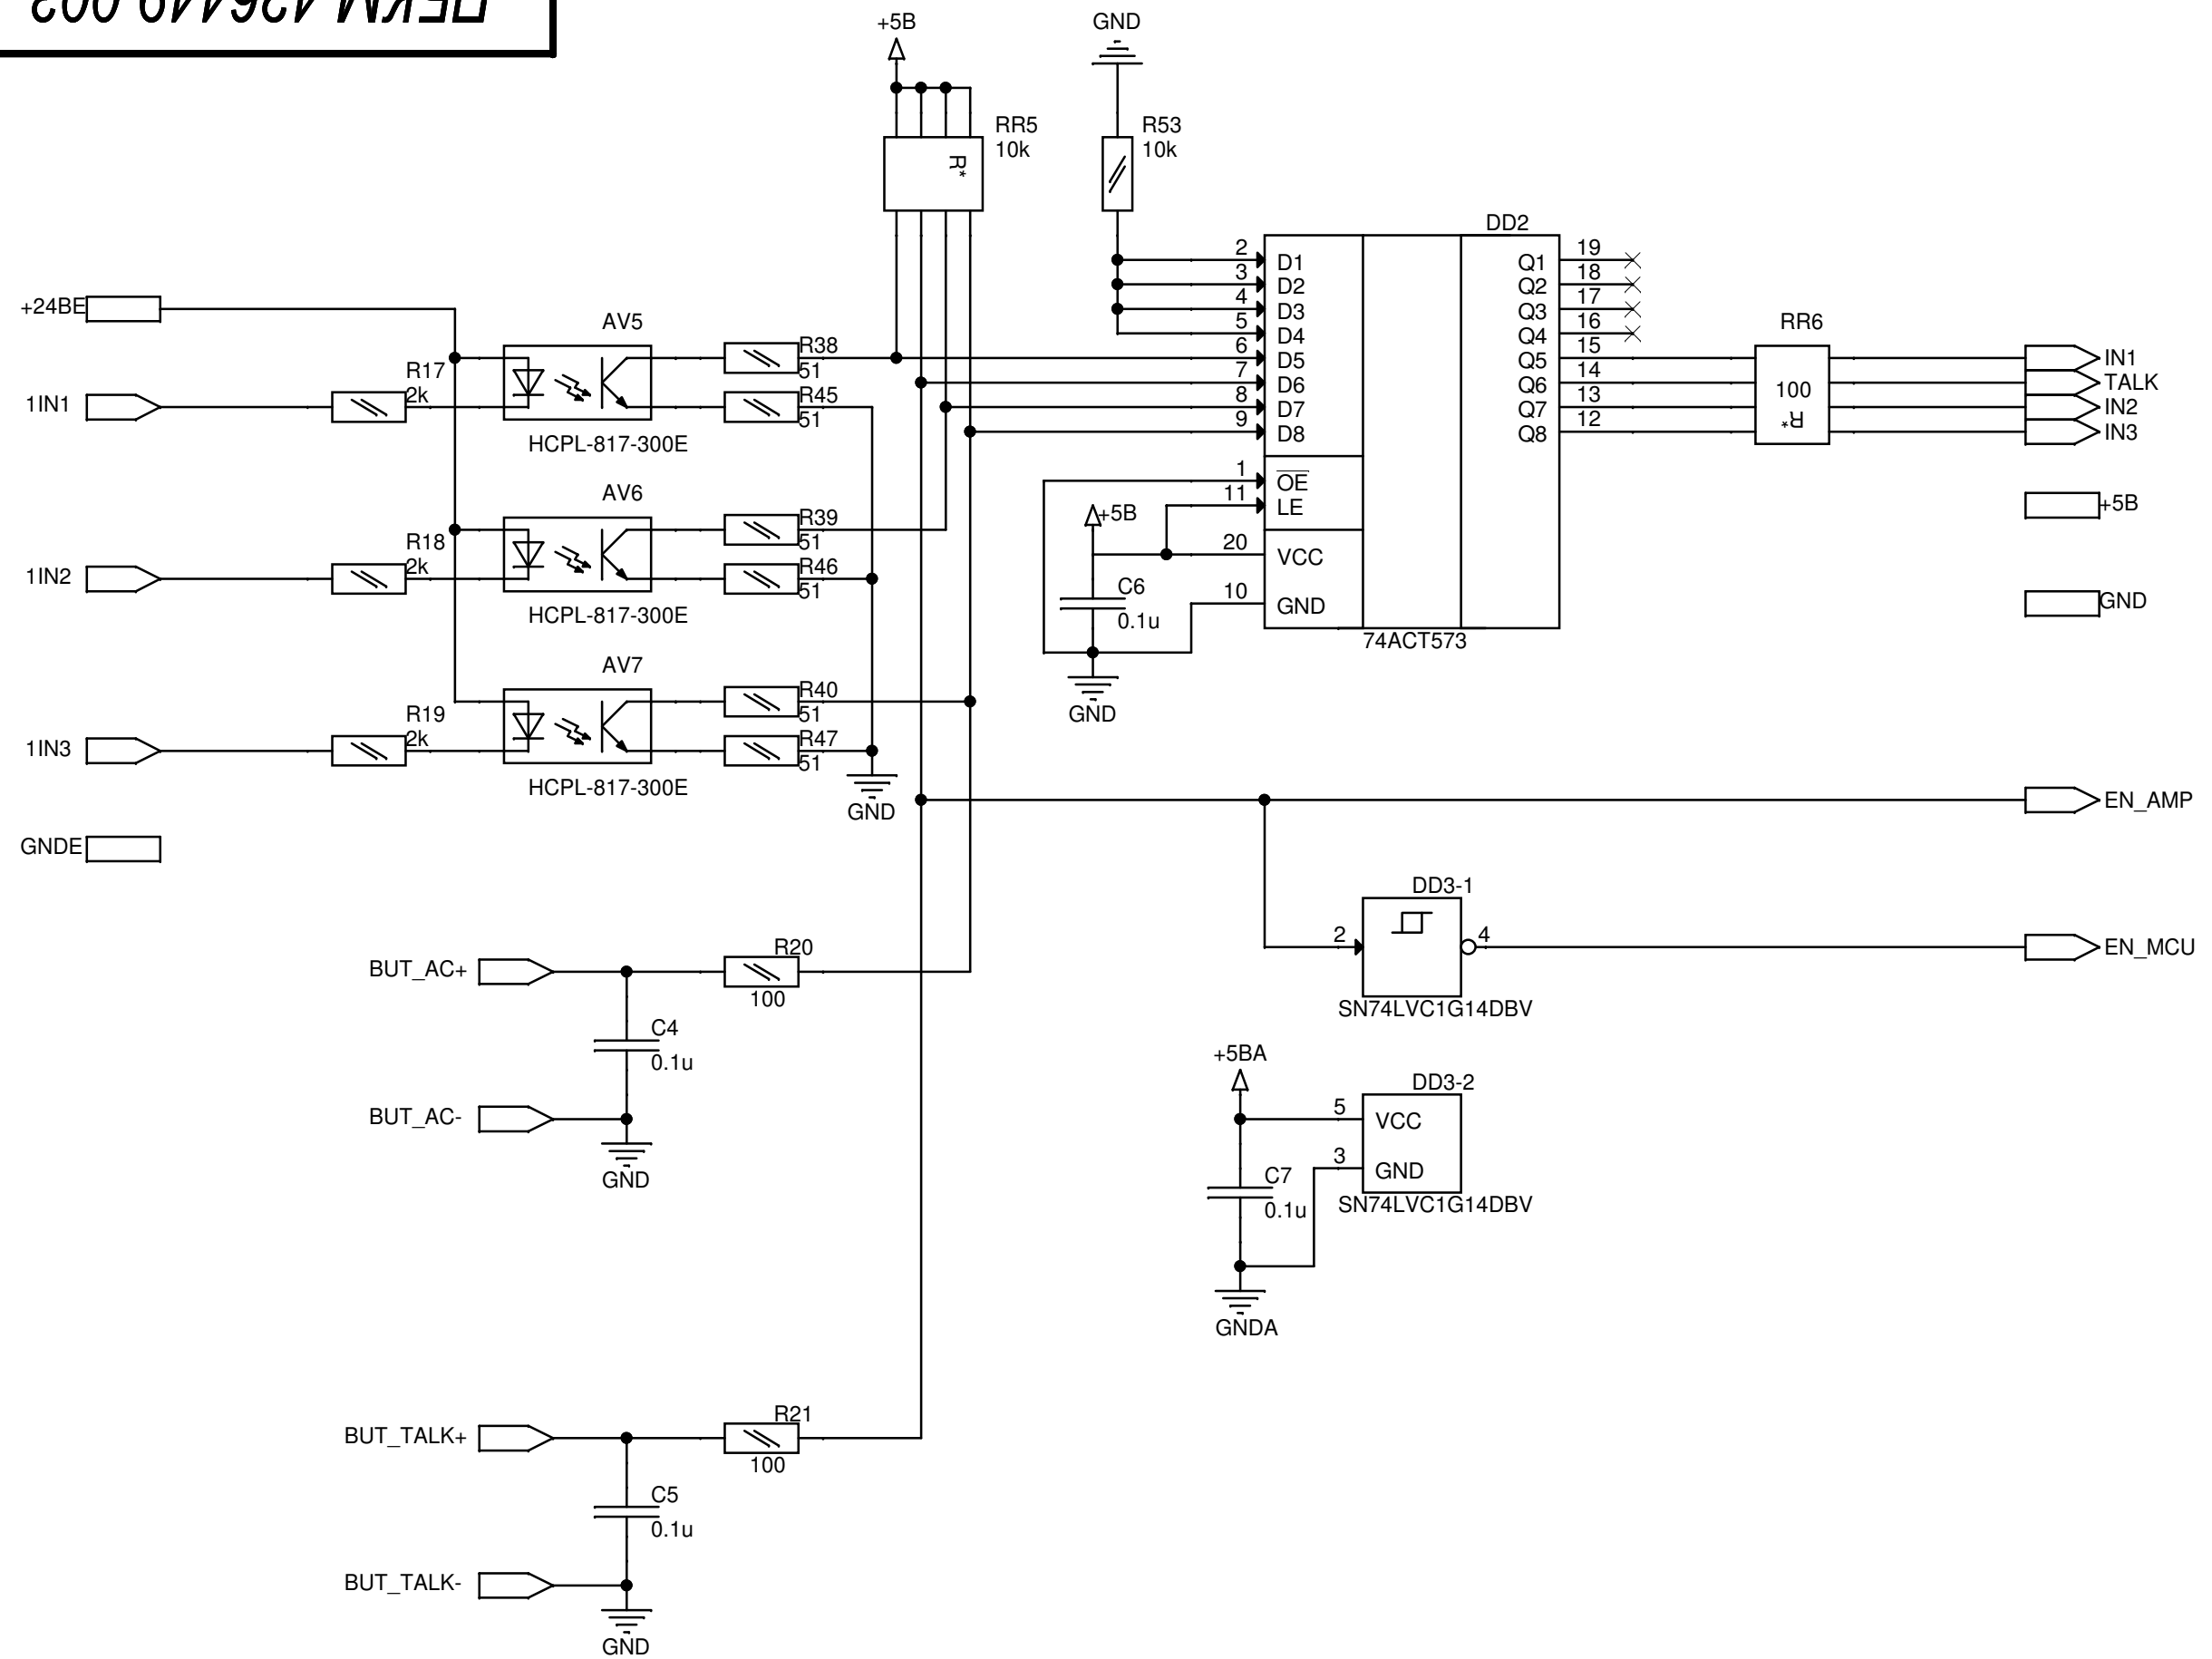 +5B
GND
RR5
10k
R*
R53
10k
DD2
2
D1
Q1
19
3
D2
Q2
18
4
D3
Q3
17
5
D4
Q4
16
6
D5
Q5
15
7
D6
Q6
14
8
D7
Q7
13
9
D8
Q8
12
1
OE
11
LE
20
VCC
10
GND
74ACT573
+5B
C6
0.1u
GND
RR6
100
R*
IN1
TALK
IN2
IN3
+5B
GND
+24BE
AV5
R17
2k
1IN1
HCPL-817-300E
R38
51
R45
51
AV6
R18
2k
1IN2
HCPL-817-300E
R39
51
R46
51
AV7
R19
2k
1IN3
HCPL-817-300E
R40
51
R47
51
GND
GNDE
EN_AMP
DD3-1
2
4
SN74LVC1G14DBV
EN_MCU
BUT_AC+
R20
100
C4
0.1u
BUT_AC-
GND
+5BA
DD3-2
5
VCC
3
GND
SN74LVC1G14DBV
C7
0.1u
GNDA
BUT_TALK+
R21
100
C5
0.1u
BUT_TALK-
GND